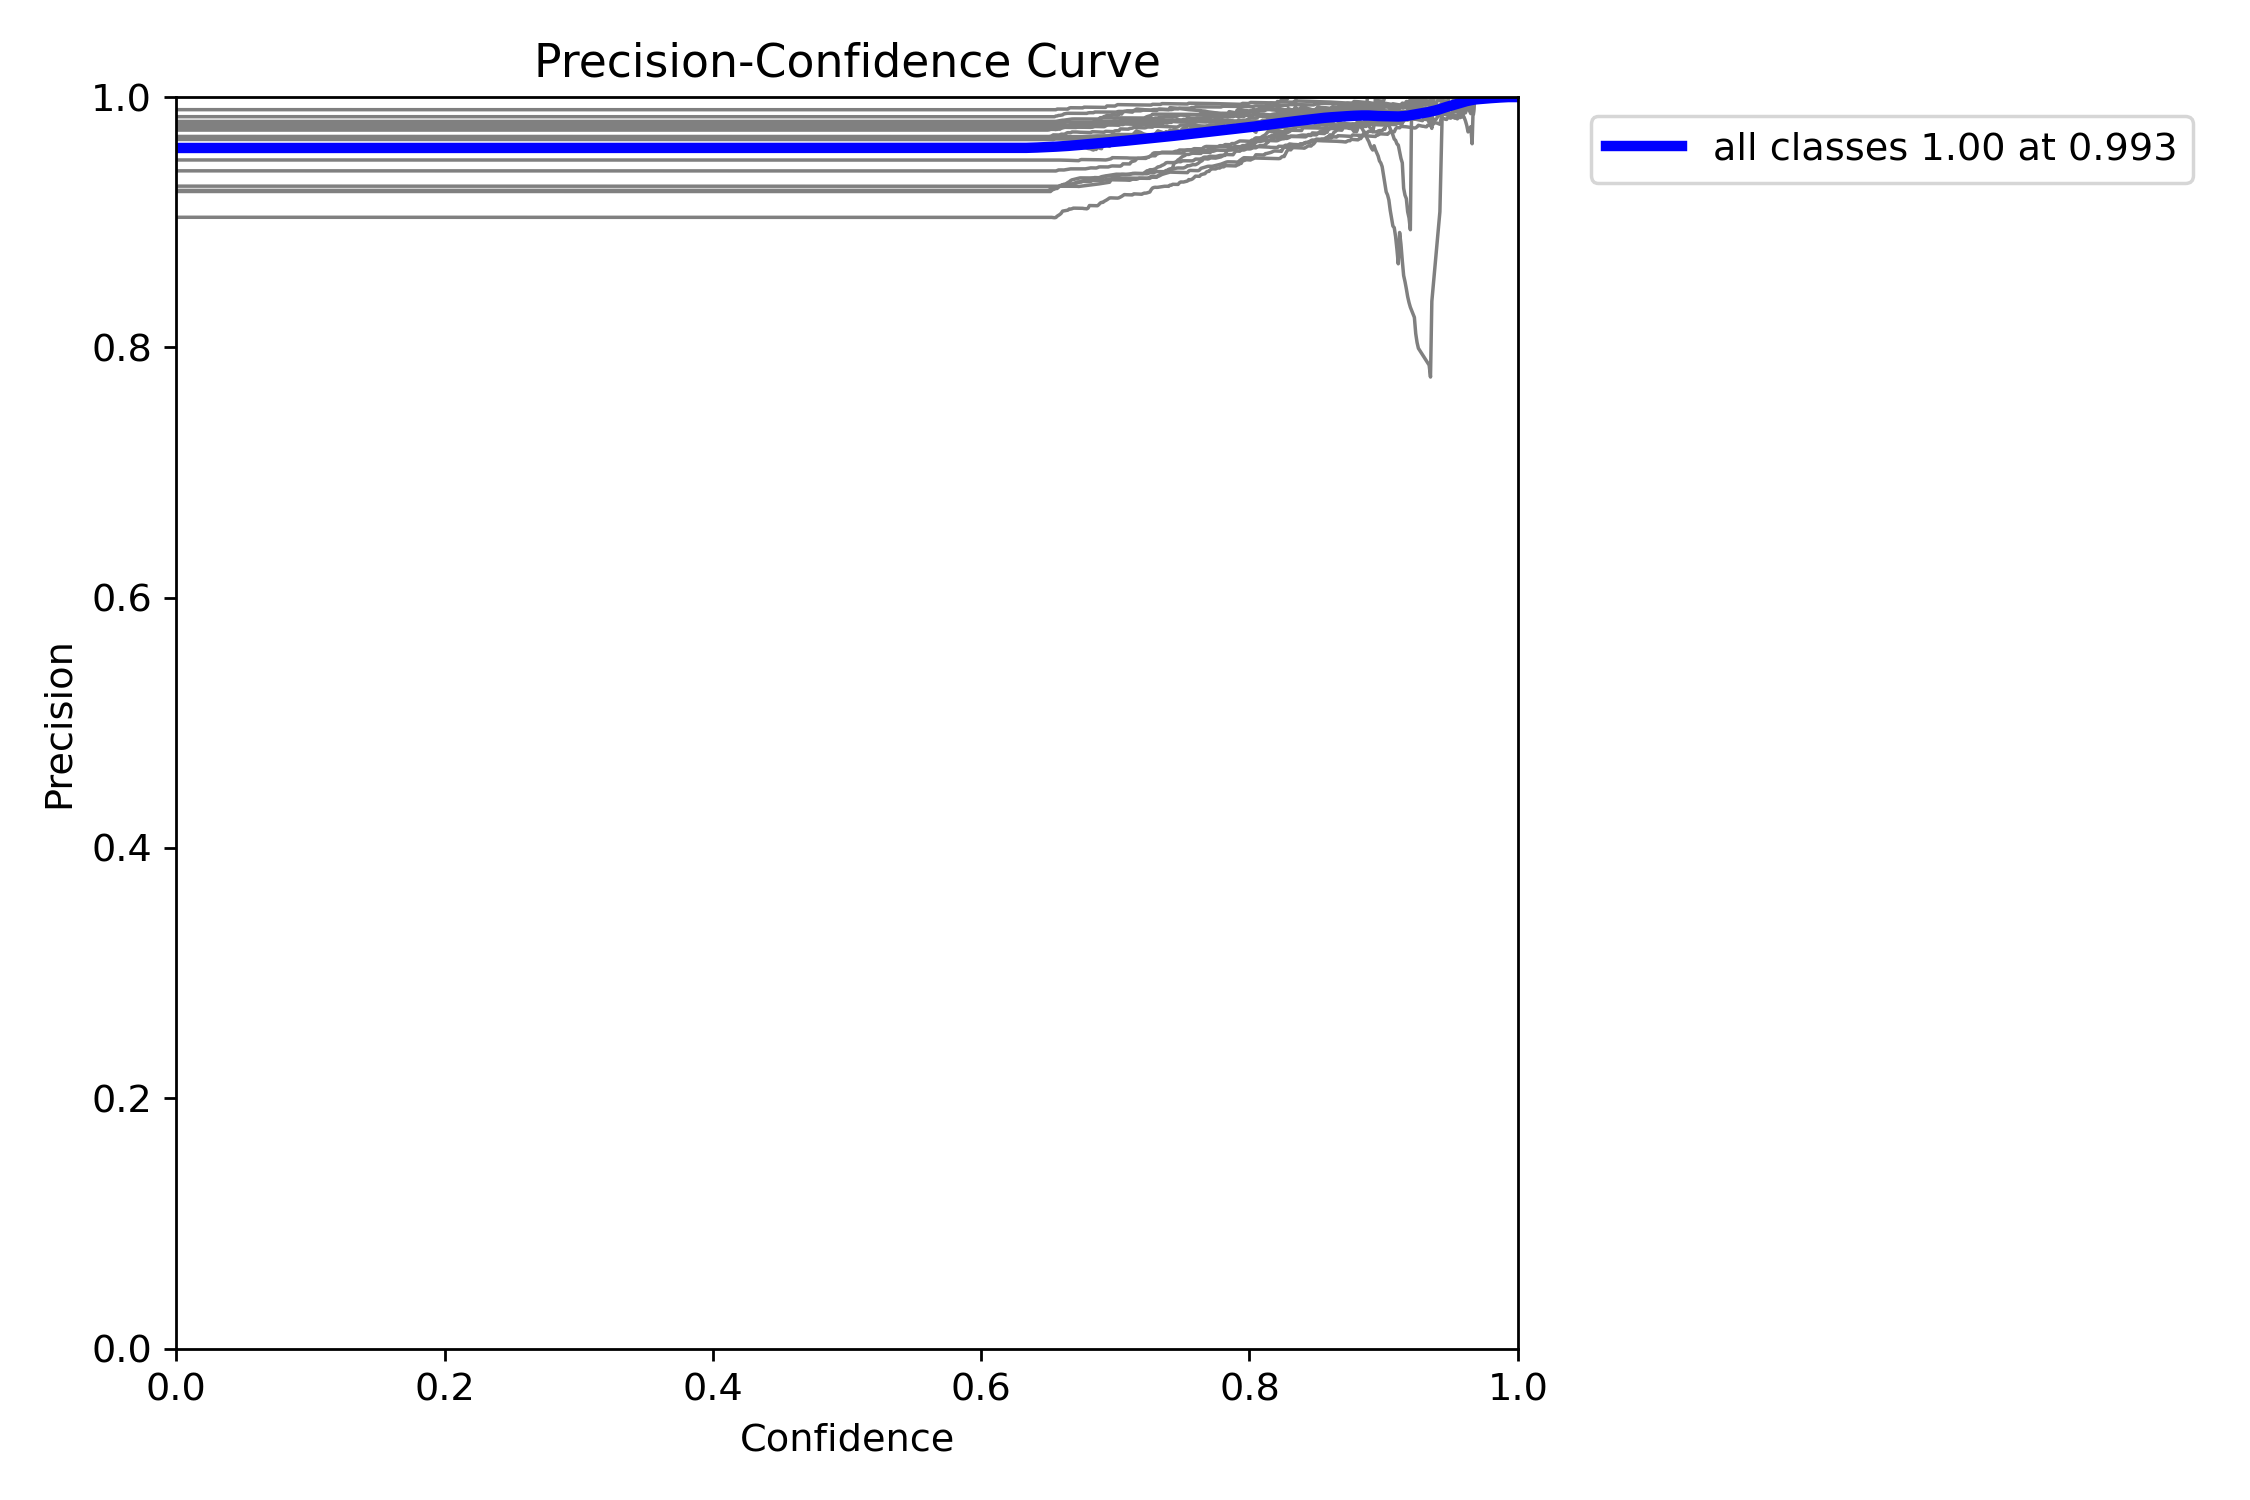 Precision-Confidence Curve
1.0
0.8
0.6
0.4
0.2
0.0
Precision
0.0 0.2 0.4 0.6 0.8 1.0
Confidence
all classes 1.00 at 0.993